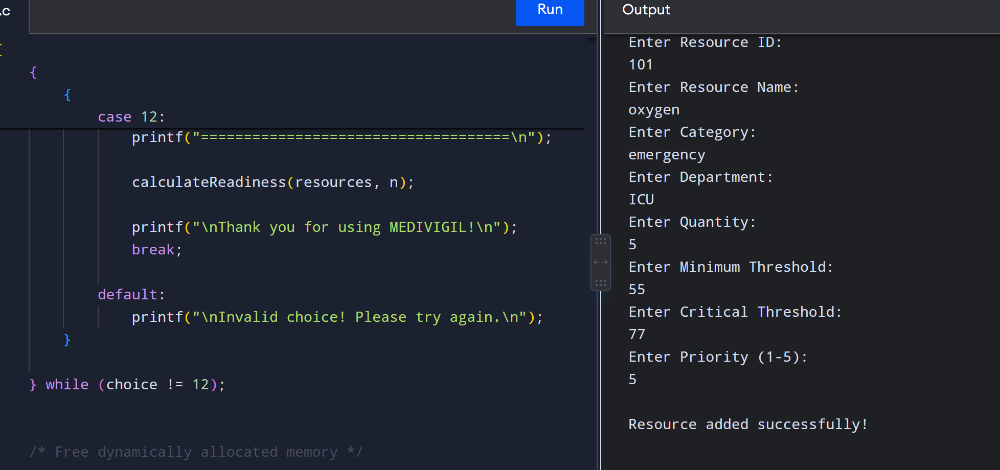 .c
Run
{
{
case 12:
printf("====================================\n");
calculateReadiness(resources, n);
printf("\nThank you for using MEDIVIGIL!\n");
break;
default:
printf("\nInvalid choice! Please try again.\n");
}
} while (choice != 12);
/* Free dynamically allocated memory */
Output
Enter Resource ID:
101
Enter Resource Name:
oxygen
Enter Category:
emergency
Enter Department:
ICU
Enter Quantity:
5
Enter Minimum Threshold:
55
Enter Critical Threshold:
77
Enter Priority (1-5):
5
Resource added successfully!